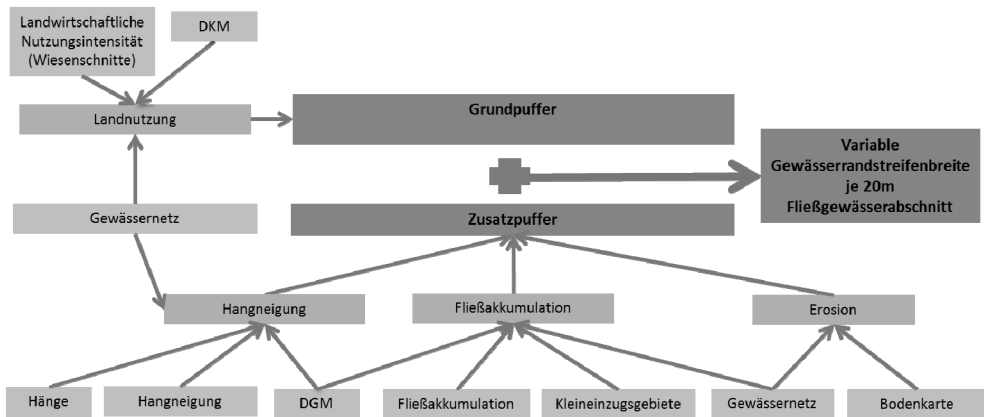 Landwirtschaftliche
Nutzungsintensität
(Wiesenschnitte)
DKM
Landnutzung
Grundpuffer
Variable
Gewässerrandstreifenbreite
je 20m
Fließgewässerabschnitt
Gewässernetz
Zusatzpuffer
Hangneigung
Fließakkumulation
Erosion
Hänge
Hangneigung
DGM
Fließakkumulation
Kleineinzugsgebiete
Gewässernetz
Bodenkarte